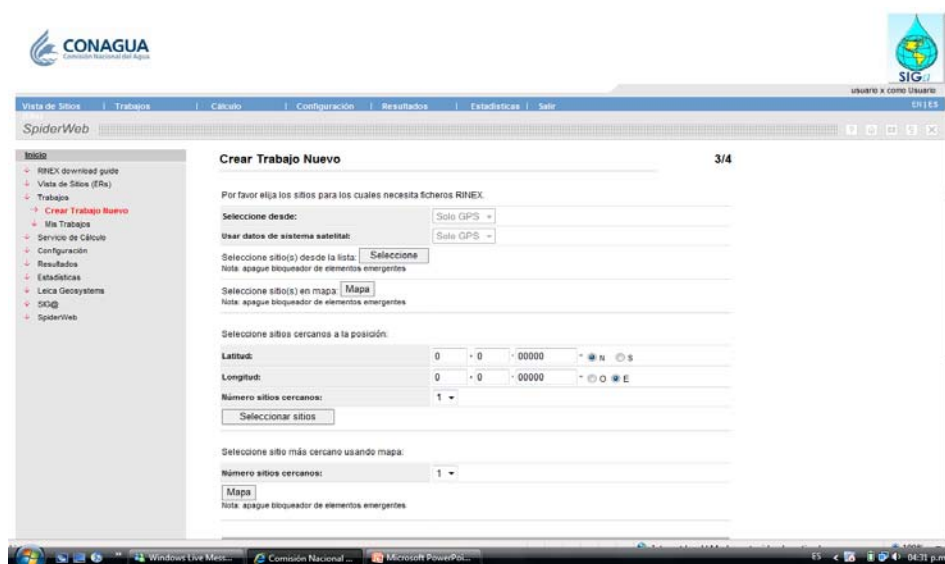 CONAGUA
Comisión Nacional del Agua
SIG@
usuario x como Usuario
Vista de Sitios | Trabajos | Cálculo | Configuración | Resultados | Estadísticas | Salir
EN | ES
SpiderWeb
Inicio
RINEX download guide
Vista de Sitios (ERs)
Trabajos
Crear Trabajo Nuevo
Mis Trabajos
Servicio de Cálculo
Configuración
Resultados
Estadísticas
Leica Geosystems
SIG@
SpiderWeb
Crear Trabajo Nuevo 3/4
Por favor elija los sitios para los cuales necesita ficheros RINEX.
Seleccione desde: Solo GPS
Usar datos de sistema satelital: Solo GPS
Seleccione sitio(s) desde la lista: Seleccione
Nota: apague bloqueador de elementos emergentes
Seleccione sitio(s) en mapa: Mapa
Nota: apague bloqueador de elementos emergentes
Seleccione sitios cercanos a la posición:
Latitud: 0 ° 0 ' 00000 " N S
Longitud: 0 ° 0 ' 00000 " O E
Número sitios cercanos: 1
Seleccionar sitios
Seleccione sitio más cercano usando mapa:
Número sitios cercanos: 1
Mapa
Nota: apague bloqueador de elementos emergentes
Windows Live Mess... Comisión Nacional ... Microsoft PowerPoi... ES 04:31 p.m.